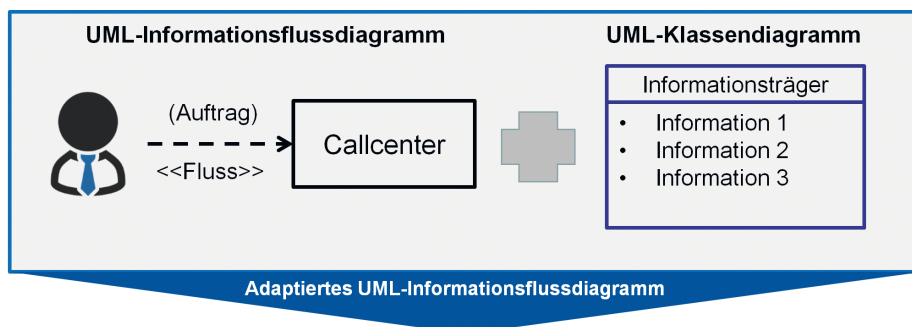 UML-Informationsflussdiagramm
(Auftrag)
<<Fluss>>
Callcenter
UML-Klassendiagramm
Informationsträger
• Information 1
• Information 2
• Information 3
Adaptiertes UML-Informationsflussdiagramm